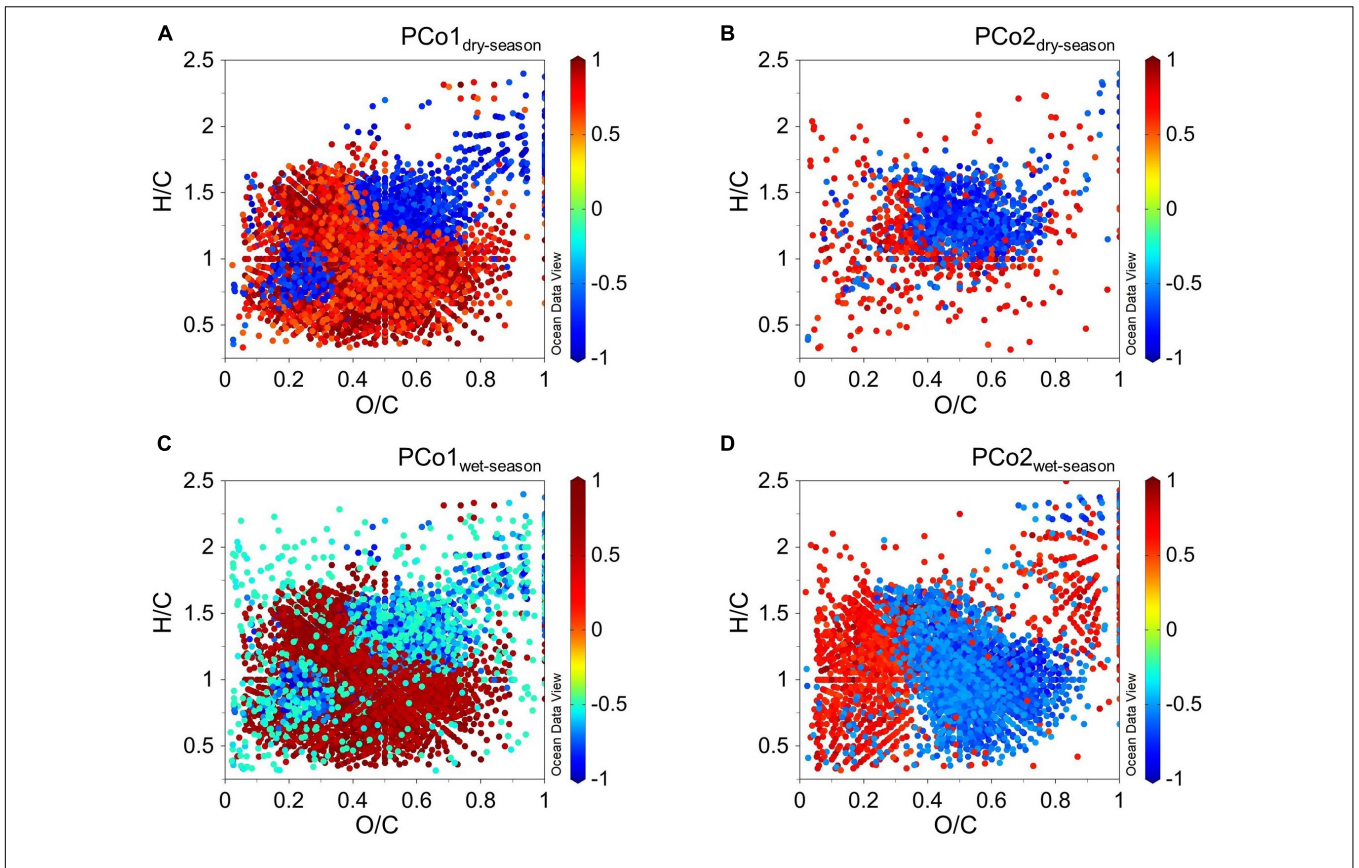 A
PCo1dry-season
H/C
2.5
2
1.5
1
0.5
0 0.2 0.4 0.6 0.8 1
O/C
1
0.5
0
-0.5
-1
Ocean Data View
B
PCo2dry-season
H/C
2.5
2
1.5
1
0.5
0 0.2 0.4 0.6 0.8 1
O/C
1
0.5
0
-0.5
-1
Ocean Data View
C
PCo1wet-season
H/C
2.5
2
1.5
1
0.5
0 0.2 0.4 0.6 0.8 1
O/C
1
0.5
0
-0.5
-1
Ocean Data View
D
PCo2wet-season
H/C
2.5
2
1.5
1
0.5
0 0.2 0.4 0.6 0.8 1
O/C
1
0.5
0
-0.5
-1
Ocean Data View